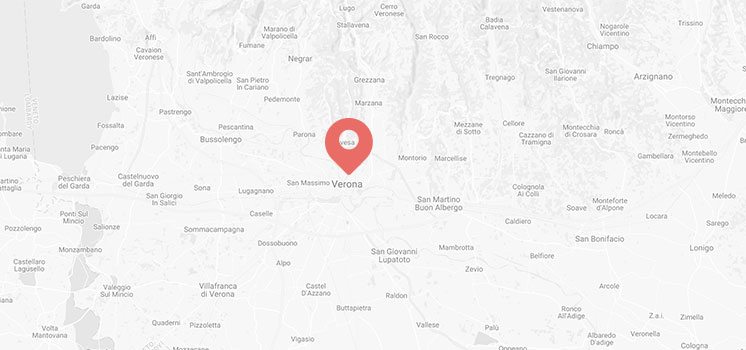 Garda
Affi
Bardolino
Cavaion
Veronese
Marano di
Valpolicella
Fumane
Negrar
Lugo
Stallavena
Cerro
Veronese
San Rocco
Badia
Calavena
Vestenanova
Nogarole
Vicentino
Chiampo
Trissino
Sant'Ambrogio
di Valpolicella
San Pietro
In Cariano
Grezzana
Tregnago
San Giovanni
Ilarione
Arzignano
Lazise
Pastrengo
Marzana
Montecchio
Maggiore
Fossalta
Pescantina
Bussolengo
Parona
vesa
Mezzane
di Sotto
Cellore
Cazzano di
Tramigna
Montecchia
di Crosara
Roncà
Montorso
Vicentino
Zermeghedo
Colà
Montorio
Marcellise
Gambellara
Montebello
Vicentino
Santa Maria
di Lugana
Peschiera
del Garda
Castelnuovo
del Garda
San Giorgio
In Salici
Sona
Lugagnano
San Massimo
Verona
San Martino
Buon Albergo
Colognola
Ai Colli
Soave
Monteforte
d'Alpone
Meledo
Locara
Ponti Sul
Mincio
Salionze
Pozzolengo
Caselle
Sommacampagna
Caldiero
San Bonifacio
Lonigo
Monzambano
Dossobuono
San Giovanni
Lupatoto
Mambrotta
Belfiore
Castellaro
Lagusello
Alpo
Zevio
Valeggio
Sul Mincio
Villafranca
di Verona
Castel
D'Azzano
Raldon
Arcole
Buttapietra
Ronco
All'Adige
Z.a.i.
Zimella
Volta
Mantovana
Quaderni
Pizzoletta
Vigasio
Vallese
Palù
Oppeano
Albaredo
D'adige
Veronella
Cologna